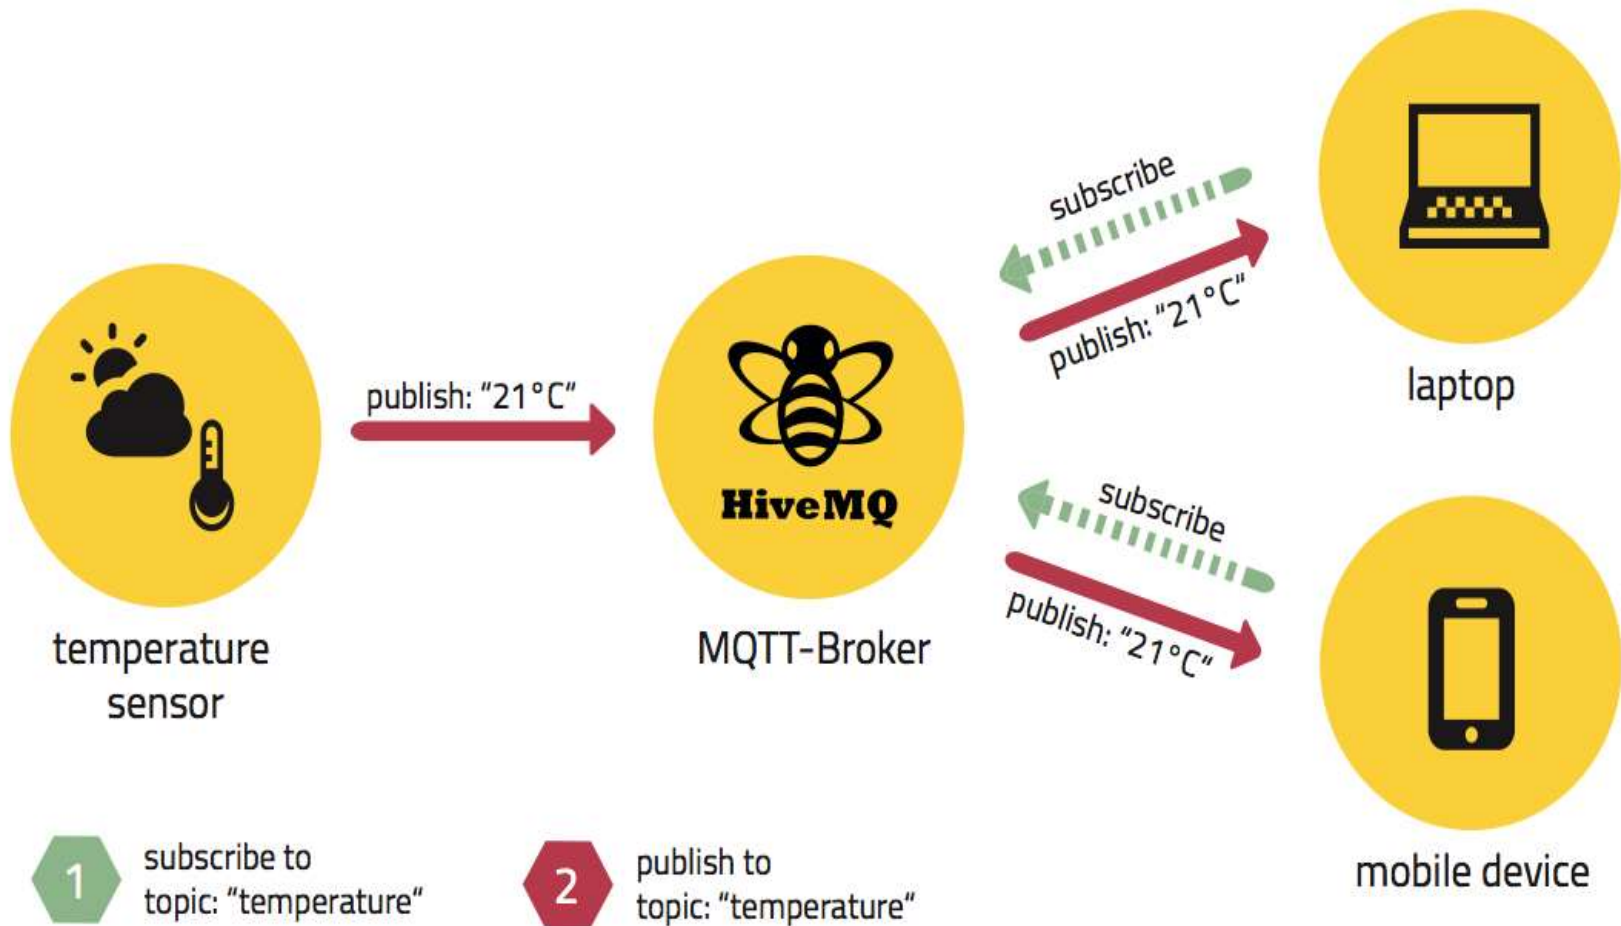 subscribe
publish: “21°C“
laptop
publish: “21°C“
HiveMQ
subscribe
publish: “21°C“
temperature
sensor
MQTT-Broker
mobile device
1
subscribe to
topic: “temperature“
2
publish to
topic: “temperature“